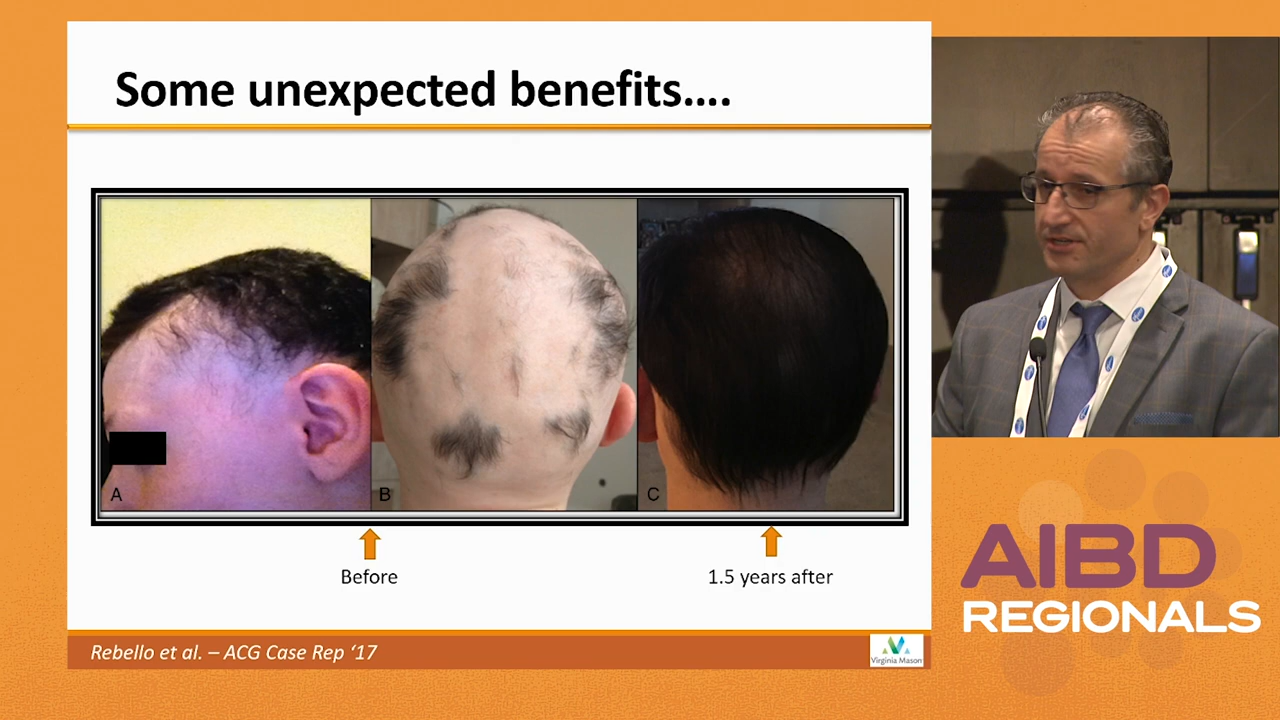 Some unexpected benefits....
A
B
C
Before
1.5 years after
Rebello et al. – ACG Case Rep ‘17
Virginia Mason
AIBD
REGIONALS